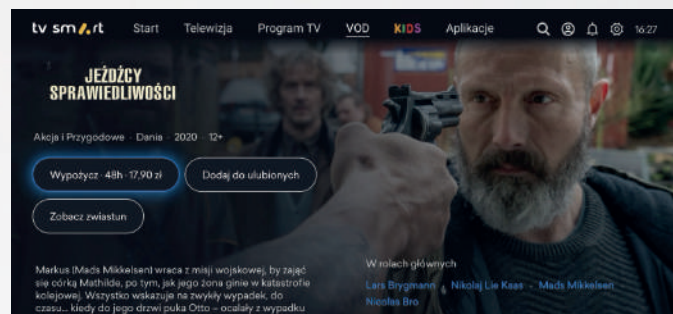 tv smart Start Telewizja Program TV VOD KIDS Aplikacje 16:27
JEŹDŹCY
SPRAWIEDLIWOŚCI
Akcja i Przygodowe · Dania · 2020 · 12+
Wypożycz · 48h · 17,90 zł
Dodaj do ulubionych
Zobacz zwiastun
Markus (Mads Mikkelsen) wraca z misji wojskowej, by zająć
się córką Mathilde, po tym, jak jego żona ginie w katastrofie
kolejowej. Wszystko wskazuje na zwykły wypadek, do
czasu... kiedy do jego drzwi puka Otto – ocalały z wypadku
W rolach głównych
Lars Brygmann · Nikolaj Lie Kaas · Mads Mikkelsen
Nicolas Bro